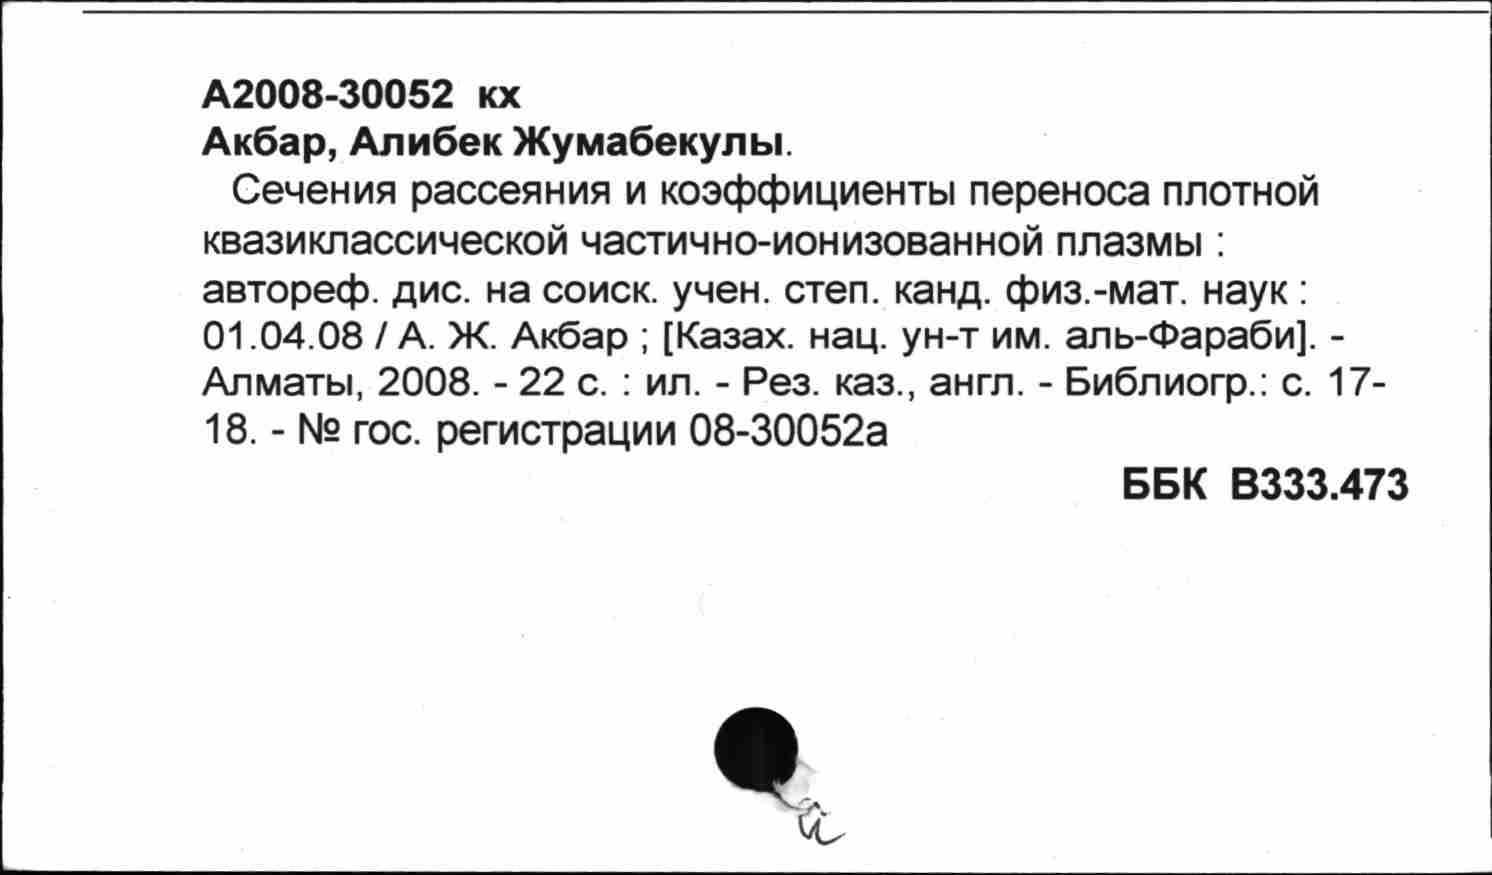 А2008-30052 кх
Акбар, Алибек Жумабекулы.
Сечения рассеяния и коэффициенты переноса плотной
квазиклассической частично-ионизованной плазмы :
автореф. дис. на соиск. учен. степ. канд. физ.-мат. наук :
01.04.08 / А. Ж. Акбар ; [Казах. нац. ун-т им. аль-Фараби]. -
Алматы, 2008. - 22 с. : ил. - Рез. каз., англ. - Библиогр.: с. 17-
18. - № гос. регистрации 08-30052а
ББК В333.473